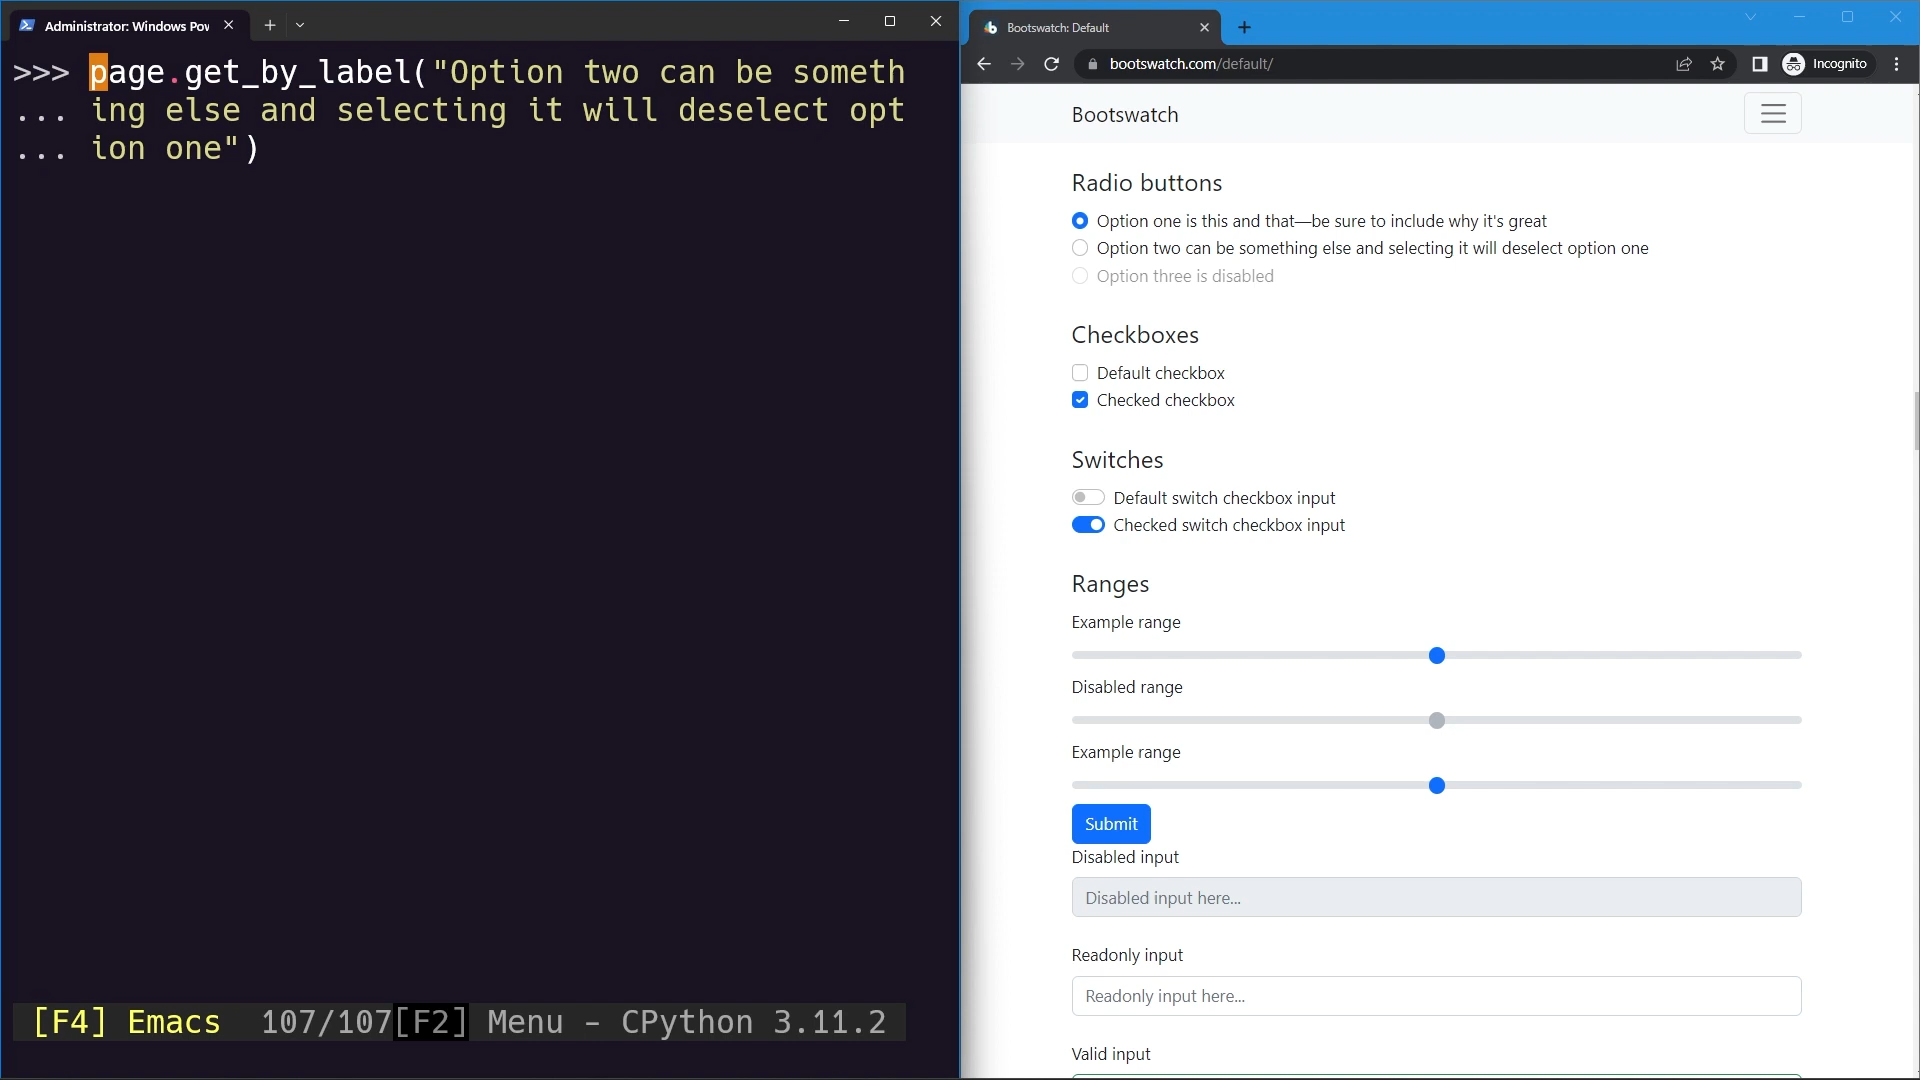 Administrator: Windows Pov
>>> page.get_by_label("Option two can be someth
... ing else and selecting it will deselect opt
... ion one")
[F4] Emacs 107/107[F2] Menu - CPython 3.11.2
Bootswatch: Default
bootswatch.com/default/
Incognito
Bootswatch
Radio buttons
Option one is this and that—be sure to include why it's great
Option two can be something else and selecting it will deselect option one
Option three is disabled
Checkboxes
Default checkbox
Checked checkbox
Switches
Default switch checkbox input
Checked switch checkbox input
Ranges
Example range
Disabled range
Example range
Submit
Disabled input
Disabled input here...
Readonly input
Readonly input here...
Valid input